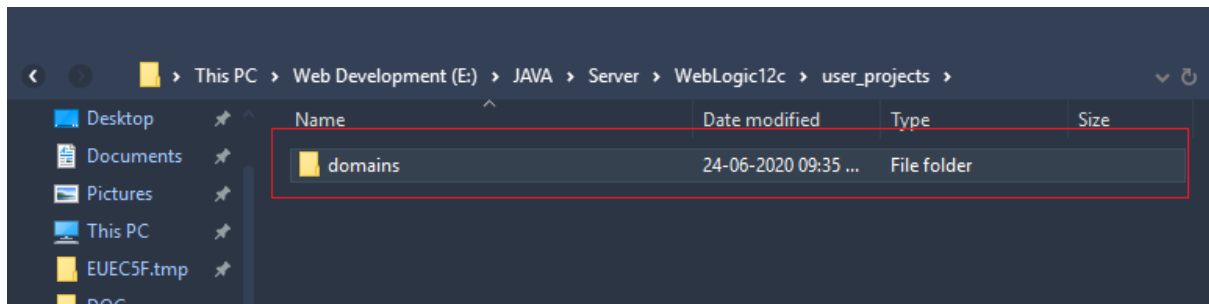 This PC > Web Development (E:) > JAVA > Server > WebLogic12c > user_projects >
Name Date modified Type Size
domains 24-06-2020 09:35 ... File folder
Desktop
Documents
Pictures
This PC
EUEC5F.tmp